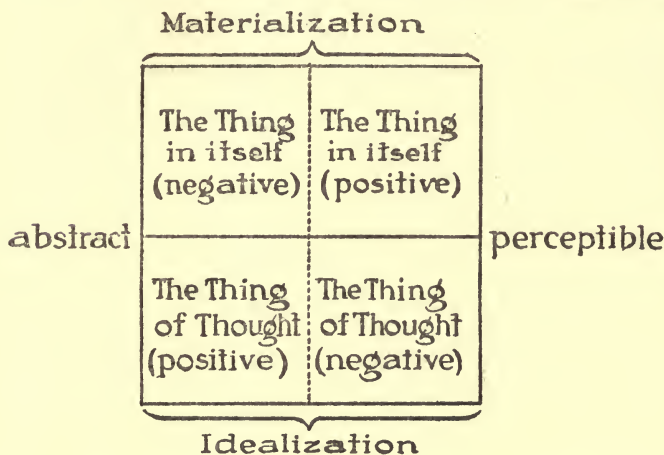 Materialization
The Thing
in itself
(negative)
The Thing
in itself
(positive)
abstract
perceptible
The Thing
of Thought
(positive)
The Thing
of Thought
(negative)
Idealization